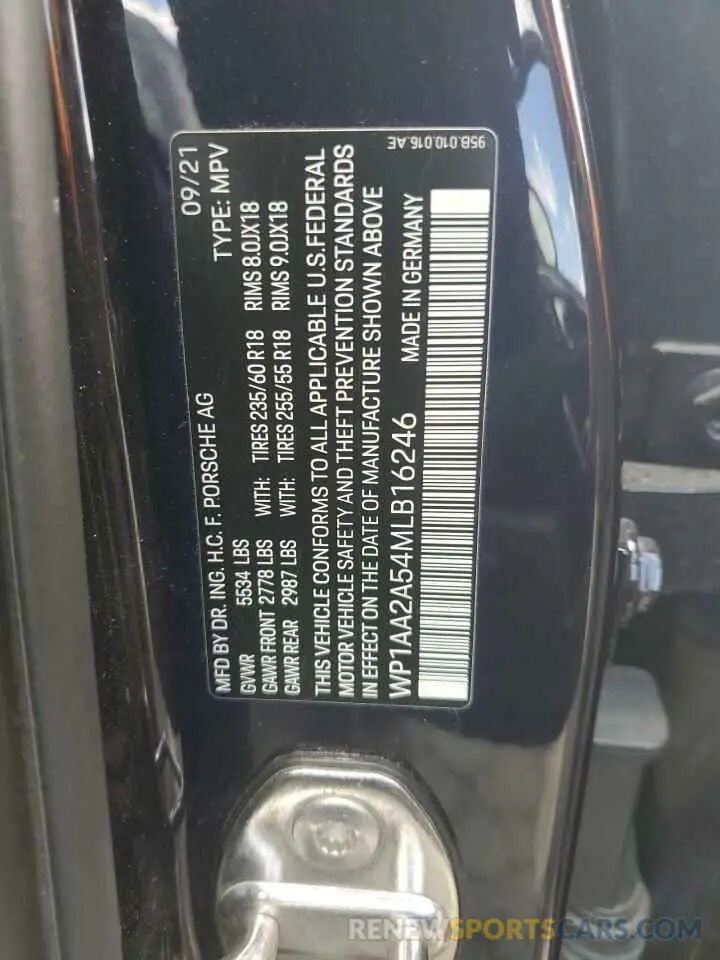 09/21
MFD BY DR. ING. H.C. F. PORSCHE AG TYPE: MPV
GVWR 5534 LBS
GAWR FRONT 2778 LBS WITH: TIRES 235/60 R18 RIMS 8.0JX18
GAWR REAR 2987 LBS WITH: TIRES 255/55 R18 RIMS 9.0JX18
THIS VEHICLE CONFORMS TO ALL APPLICABLE U.S.FEDERAL
MOTOR VEHICLE SAFETY AND THEFT PREVENTION STANDARDS
IN EFFECT ON THE DATE OF MANUFACTURE SHOWN ABOVE
WP1AA2A54MLB16246 MADE IN GERMANY
95B.010.016.AE
RENEWSPORTSCARS.COM